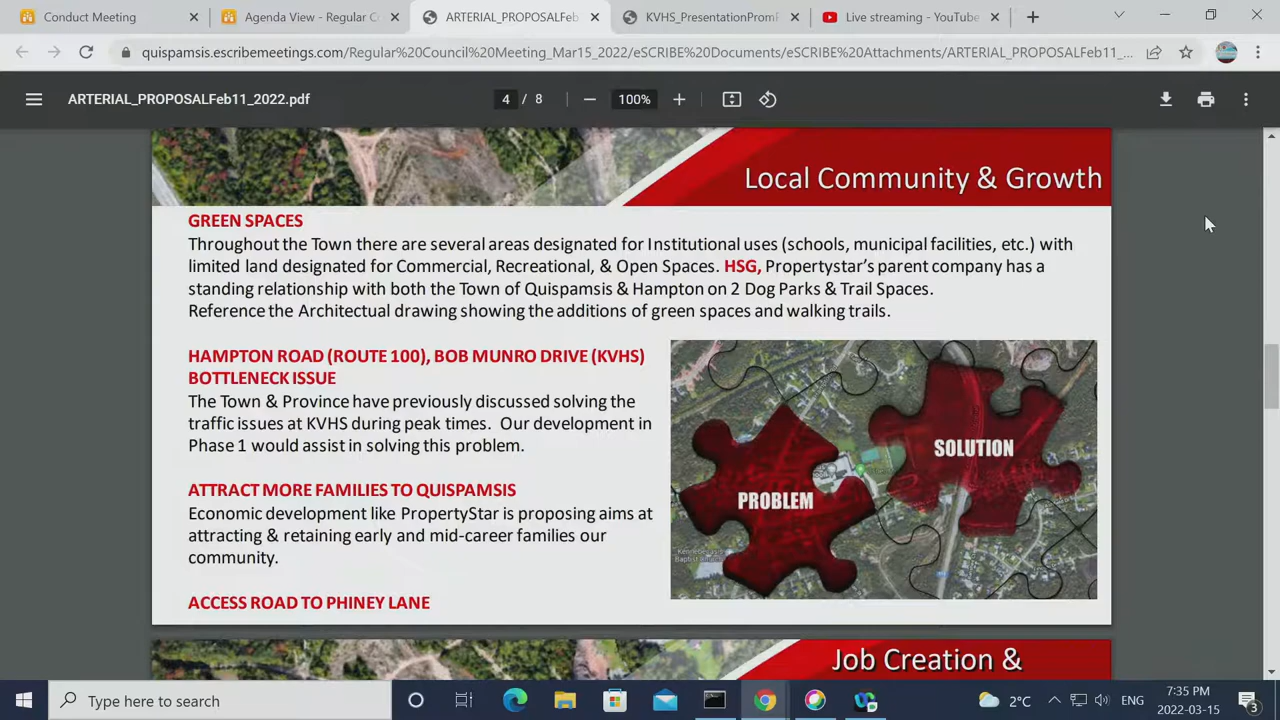 Conduct Meeting
Agenda View - Regular C
ARTERIAL_PROPOSALFeb
KVHS_PresentationPromF
Live streaming - YouTube
quispamsis.escribemeetings.com/Regular%20Council%20Meeting_Mar15_2022/eSCRIBE%20Documents/eSCRIBE%20Attachments/ARTERIAL_PROPOSALFeb11_2022.p...
ARTERIAL_PROPOSALFeb11_2022.pdf
4 / 8
100%
Local Community & Growth
GREEN SPACES
Throughout the Town there are several areas designated for Institutional uses (schools, municipal facilities, etc.) with
limited land designated for Commercial, Recreational, & Open Spaces. HSG, Propertystar's parent company has a
standing relationship with both the Town of Quispamsis & Hampton on 2 Dog Parks & Trail Spaces.
Reference the Architectual drawing showing the additions of green spaces and walking trails.
HAMPTON ROAD (ROUTE 100), BOB MUNRO DRIVE (KVHS)
BOTTLENECK ISSUE
The Town & Province have previously discussed solving the
traffic issues at KVHS during peak times. Our development in
Phase 1 would assist in solving this problem.
PROBLEM
SOLUTION
ATTRACT MORE FAMILIES TO QUISPAMSIS
Economic development like PropertyStar is proposing aims at
attracting & retaining early and mid-career families our
community.
Kennebecasis
Baptist
ACCESS ROAD TO PHINEY LANE
Job Creation &
Type here to search
2°C
ENG
7:35 PM
2022-03-15
3